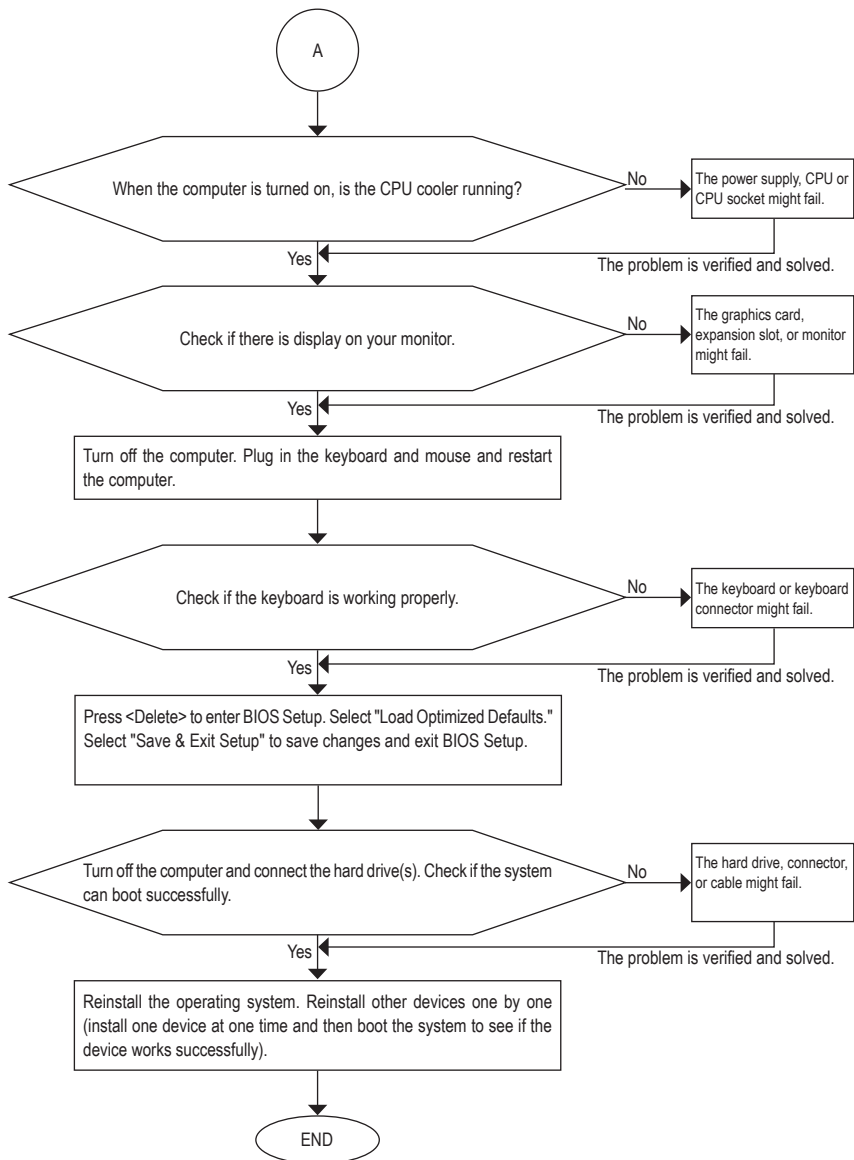 A
When the computer is turned on, is the CPU cooler running?
No
The power supply, CPU or
CPU socket might fail.
Yes
The problem is verified and solved.
Check if there is display on your monitor.
No
The graphics card,
expansion slot, or monitor
might fail.
Yes
The problem is verified and solved.
Turn off the computer. Plug in the keyboard and mouse and restart
the computer.
Check if the keyboard is working properly.
No
The keyboard or keyboard
connector might fail.
Yes
The problem is verified and solved.
Press <Delete> to enter BIOS Setup. Select "Load Optimized Defaults."
Select "Save & Exit Setup" to save changes and exit BIOS Setup.
Turn off the computer and connect the hard drive(s). Check if the system
can boot successfully.
No
The hard drive, connector,
or cable might fail.
Yes
The problem is verified and solved.
Reinstall the operating system. Reinstall other devices one by one
(install one device at one time and then boot the system to see if the
device works successfully).
END